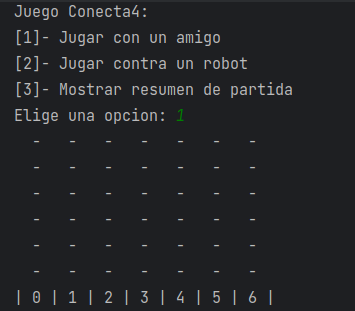 Juego Conecta4:
[1]- Jugar con un amigo
[2]- Jugar contra un robot
[3]- Mostrar resumen de partida
Elige una opcion: 1
- - - - - - -
- - - - - - -
- - - - - - -
- - - - - - -
- - - - - - -
- - - - - - -
| 0 | 1 | 2 | 3 | 4 | 5 | 6 |